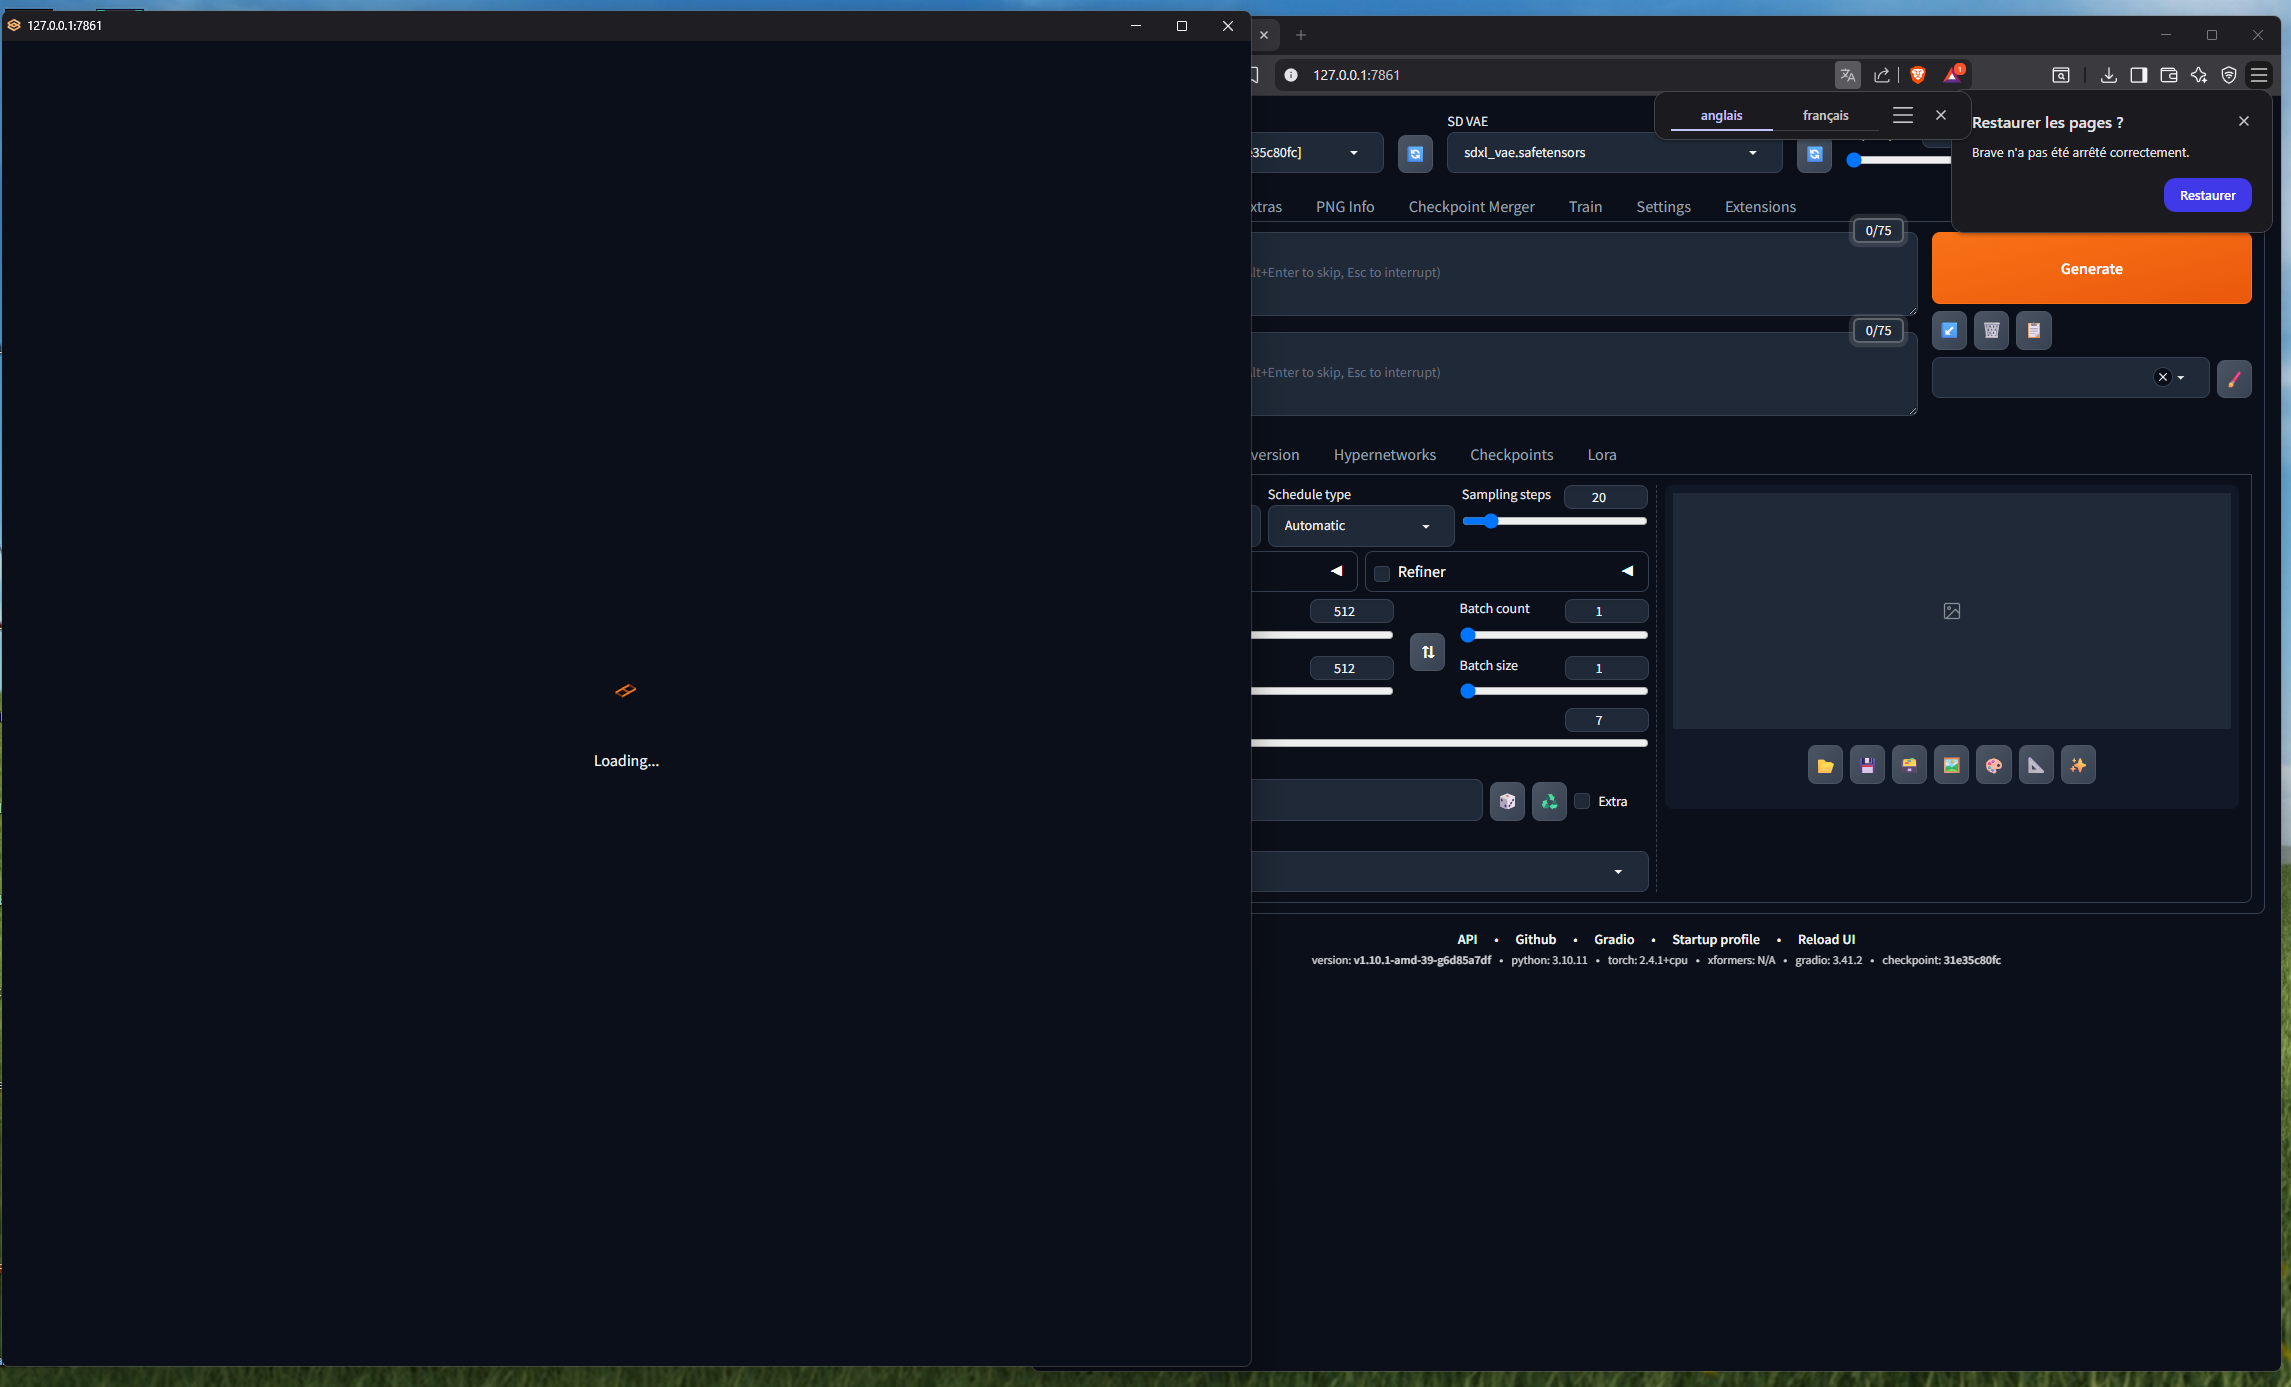 127.0.0.1:7861
Loading...
127.0.0.1:7861
1
anglais
français
Restaurer les pages ?
Brave n'a pas été arrêté correctement.
Restaurer
SD VAE
e35c80fc]
sdxl_vae.safetensors
xtras
PNG Info
Checkpoint Merger
Train
Settings
Extensions
0/75
lt+Enter to skip, Esc to interrupt)
Generate
0/75
lt+Enter to skip, Esc to interrupt)
version
Hypernetworks
Checkpoints
Lora
Schedule type
Automatic
Sampling steps
20
Refiner
512
Batch count
1
512
Batch size
1
7
Extra
API • Github • Gradio • Startup profile • Reload UI
version: v1.10.1-amd-39-g6d85a7df • python: 3.10.11 • torch: 2.4.1+cpu • xformers: N/A • gradio: 3.41.2 • checkpoint: 31e35c80fc